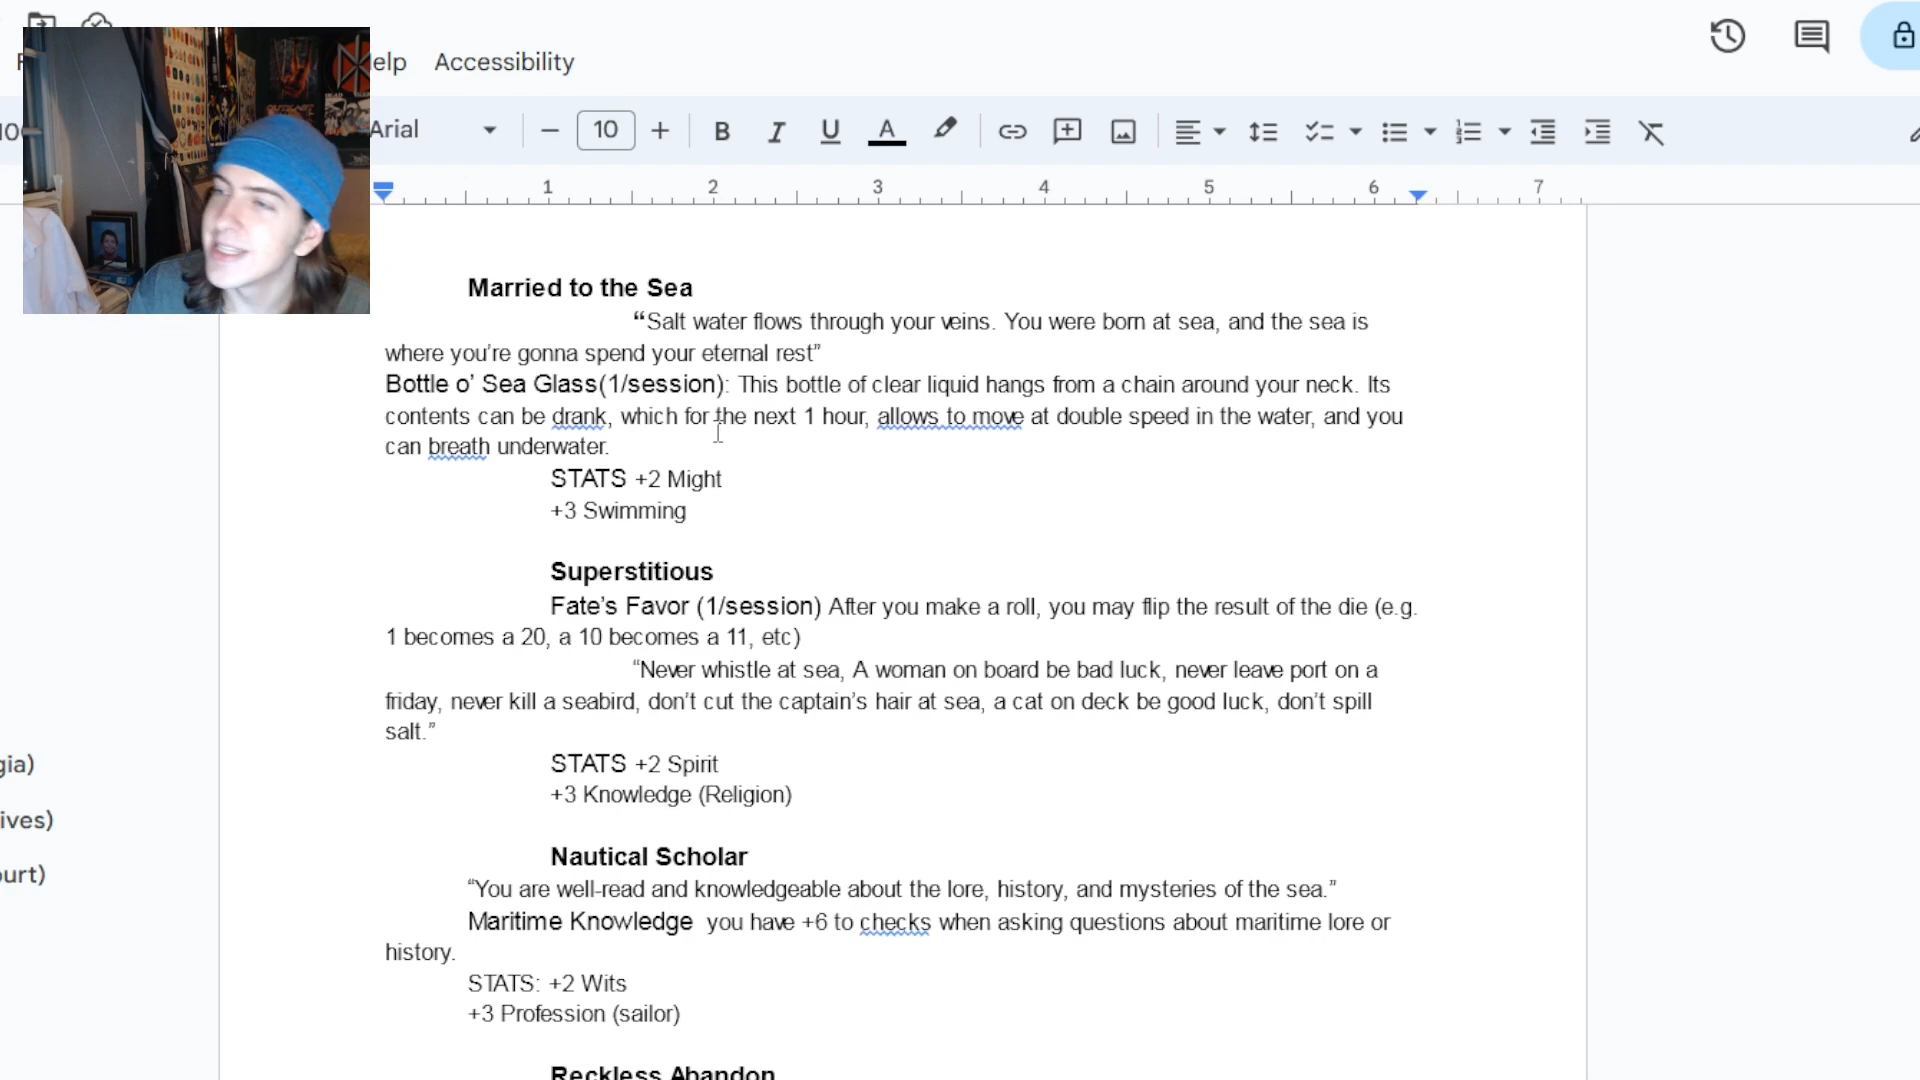 elp Accessibility
Arial 10 B I U A
1 2 3 4 5 6 7
Married to the Sea
“Salt water flows through your veins. You were born at sea, and the sea is
where you’re gonna spend your eternal rest”
Bottle o’ Sea Glass(1/session): This bottle of clear liquid hangs from a chain around your neck. Its
contents can be drank, which for the next 1 hour, allows to move at double speed in the water, and you
can breath underwater.
STATS +2 Might
+3 Swimming
Superstitious
Fate’s Favor (1/session) After you make a roll, you may flip the result of the die (e.g.
1 becomes a 20, a 10 becomes a 11, etc)
“Never whistle at sea, A woman on board be bad luck, never leave port on a
friday, never kill a seabird, don’t cut the captain’s hair at sea, a cat on deck be good luck, don’t spill
salt.”
STATS +2 Spirit
gia)
+3 Knowledge (Religion)
ives)
Nautical Scholar
ourt)
“You are well-read and knowledgeable about the lore, history, and mysteries of the sea.”
Maritime Knowledge you have +6 to checks when asking questions about maritime lore or
history.
STATS: +2 Wits
+3 Profession (sailor)
Reckless Abandon